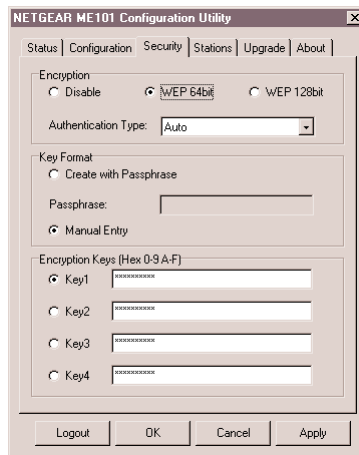 NETGEAR ME101 Configuration Utility
Status Configuration Security Stations Upgrade About
Encryption
Disable WEP 64bit WEP 128bit
Authentication Type: Auto
Key Format
Create with Passphrase
Passphrase:
Manual Entry
Encryption Keys (Hex 0-9 A-F)
Key1 **********
Key2 **********
Key3 **********
Key4 **********
Logout OK Cancel Apply